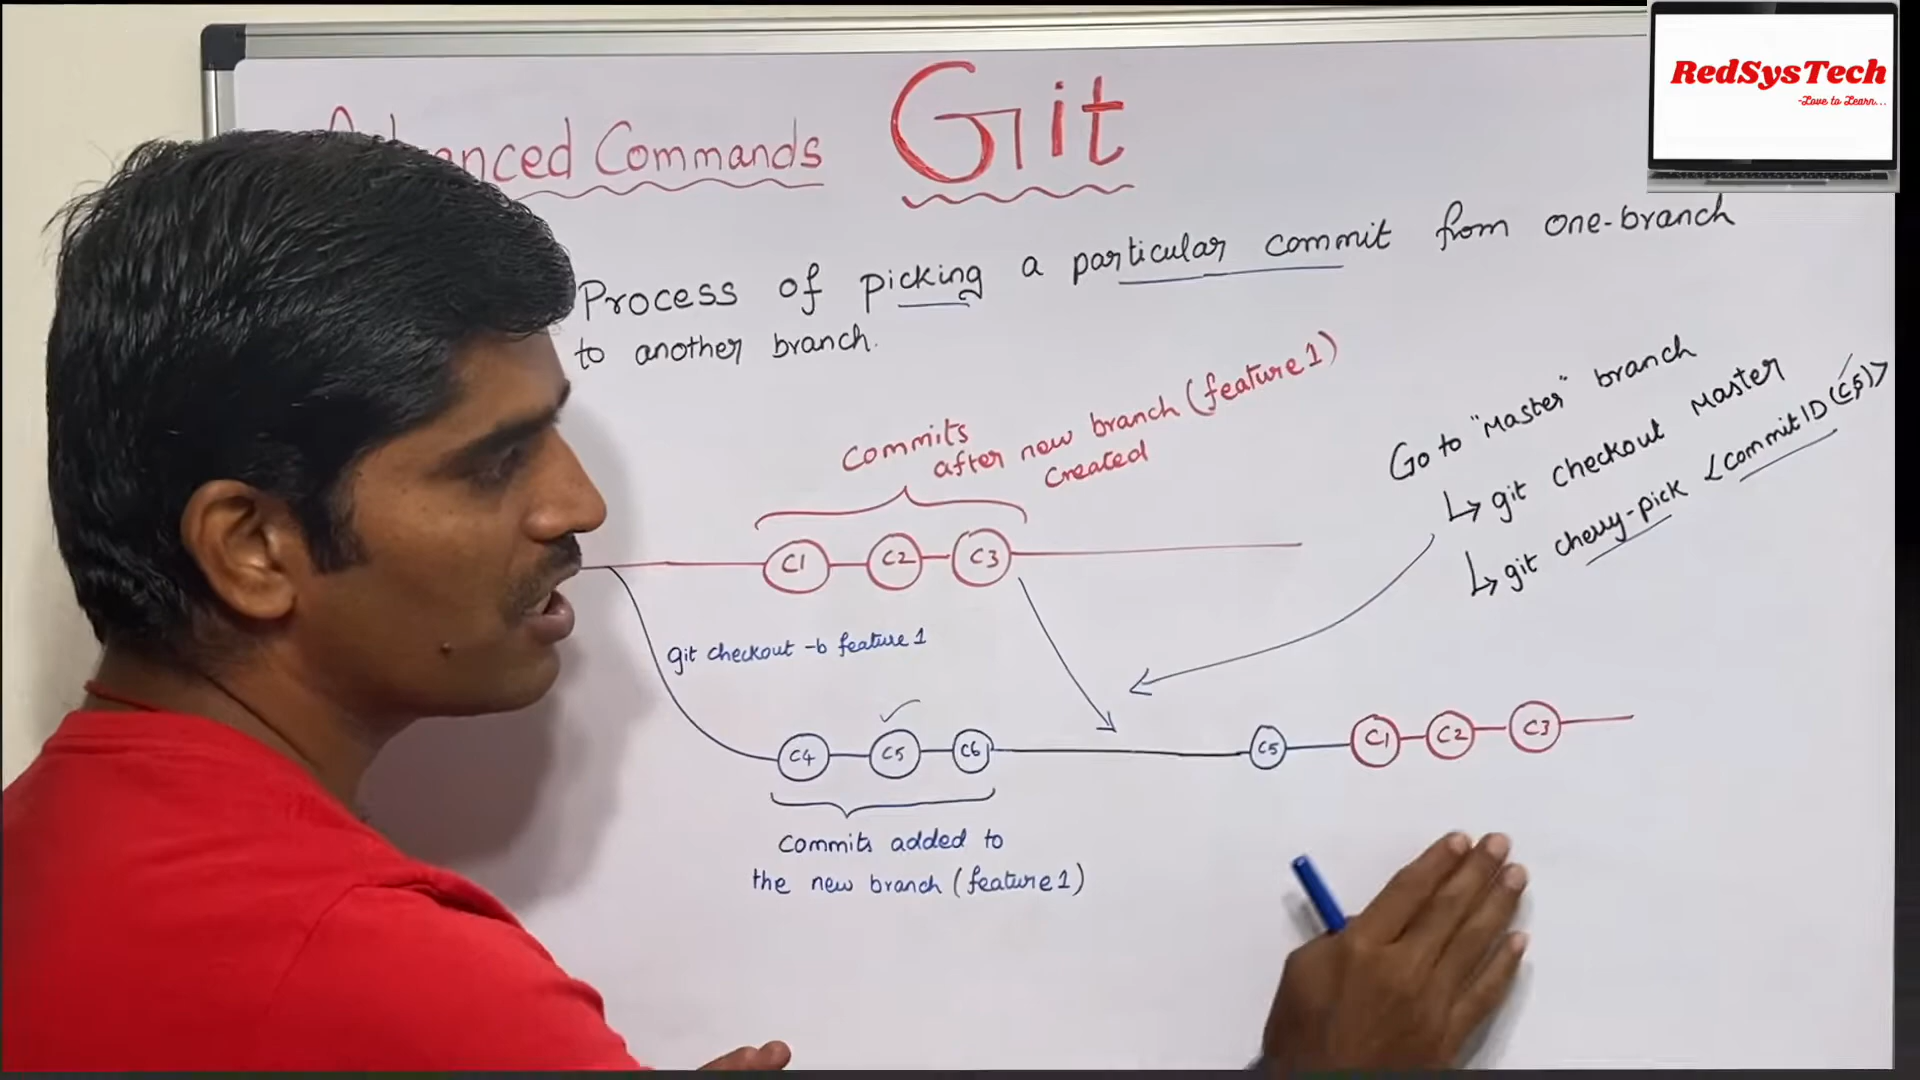 RedSysTech
-Love to Learn...
Commands Git
Process of picking a particular commit from one-branch
to another branch.
Commits
after new branch (feature 1)
created
Go to "Master" branch
↳ git checkout Master
↳ git cherry-pick <commitID (C5)>
C1 C2 C3
git checkout -b feature 1
C4 C5 C6 C5 C1 C2 C3
Commits added to
the new branch (feature 1)